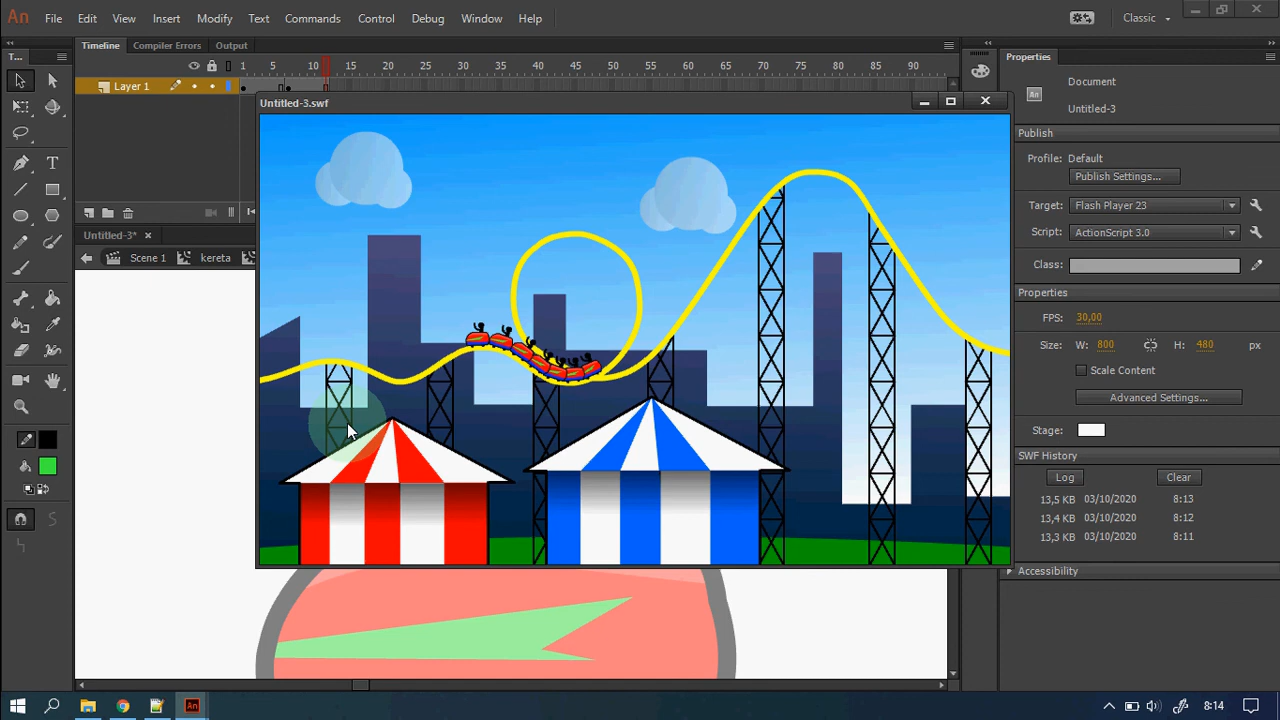 An File Edit View Insert Modify Text Commands Control Debug Window Help Classic
Timeline Compiler Errors Output
T... Properties
1 5 10 15 20 25 30 35 40 45 50 55 60 65 70 75 80 85 90
Layer 1
An Document
Untitled-3
Untitled-3.swf
Publish
Profile: Default
Publish Settings...
Target: Flash Player 23
Script: ActionScript 3.0
Class:
Untitled-3*
Scene 1 kereta
Properties
FPS: 30,00
Size: W: 800 H: 480 px
Scale Content
Advanced Settings...
Stage:
SWF History
Log Clear
13,5 KB 03/10/2020 8:13
13,4 KB 03/10/2020 8:12
13,3 KB 03/10/2020 8:11
Accessibility
An 8:14